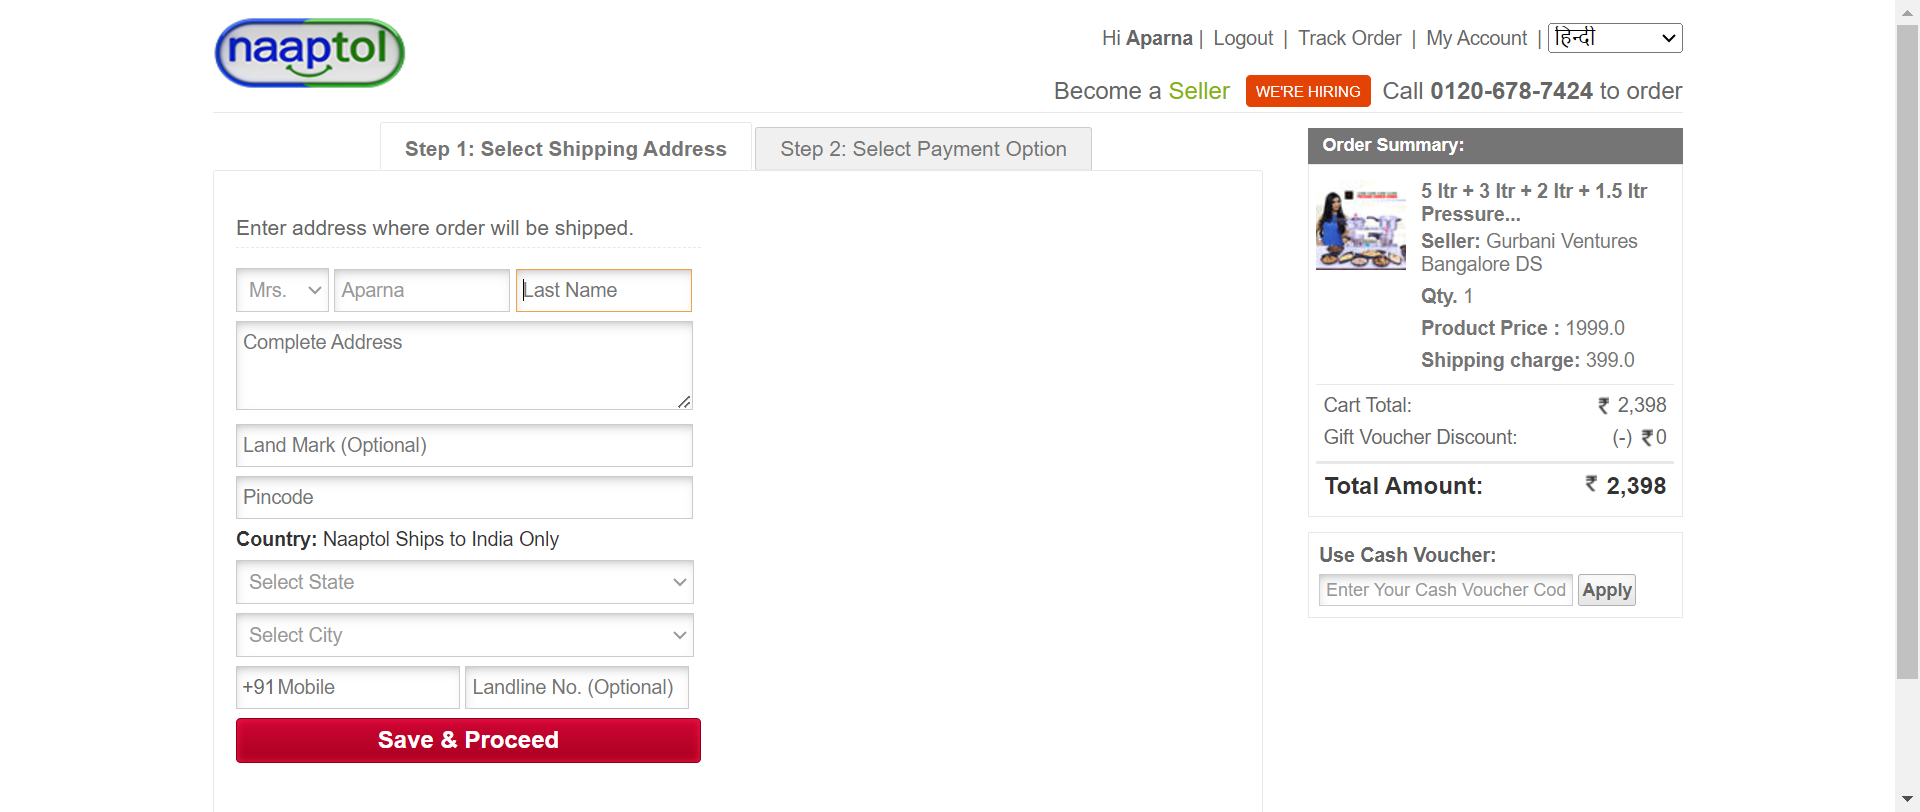 naaptol
Hi Aparna | Logout | Track Order | My Account | हिन्दी
Become a Seller WE'RE HIRING Call 0120-678-7424 to order
Step 1: Select Shipping Address
Step 2: Select Payment Option
Enter address where order will be shipped.
Mrs. Aparna Last Name
Complete Address
Land Mark (Optional)
Pincode
Country: Naaptol Ships to India Only
Select State
Select City
+91 Mobile Landline No. (Optional)
Save & Proceed
Order Summary:
5 ltr + 3 ltr + 2 ltr + 1.5 ltr
Pressure...
Seller: Gurbani Ventures
Bangalore DS
Qty. 1
Product Price : 1999.0
Shipping charge: 399.0
Cart Total: ₹ 2,398
Gift Voucher Discount: (-) ₹0
Total Amount: ₹ 2,398
Use Cash Voucher:
Enter Your Cash Voucher Cod Apply